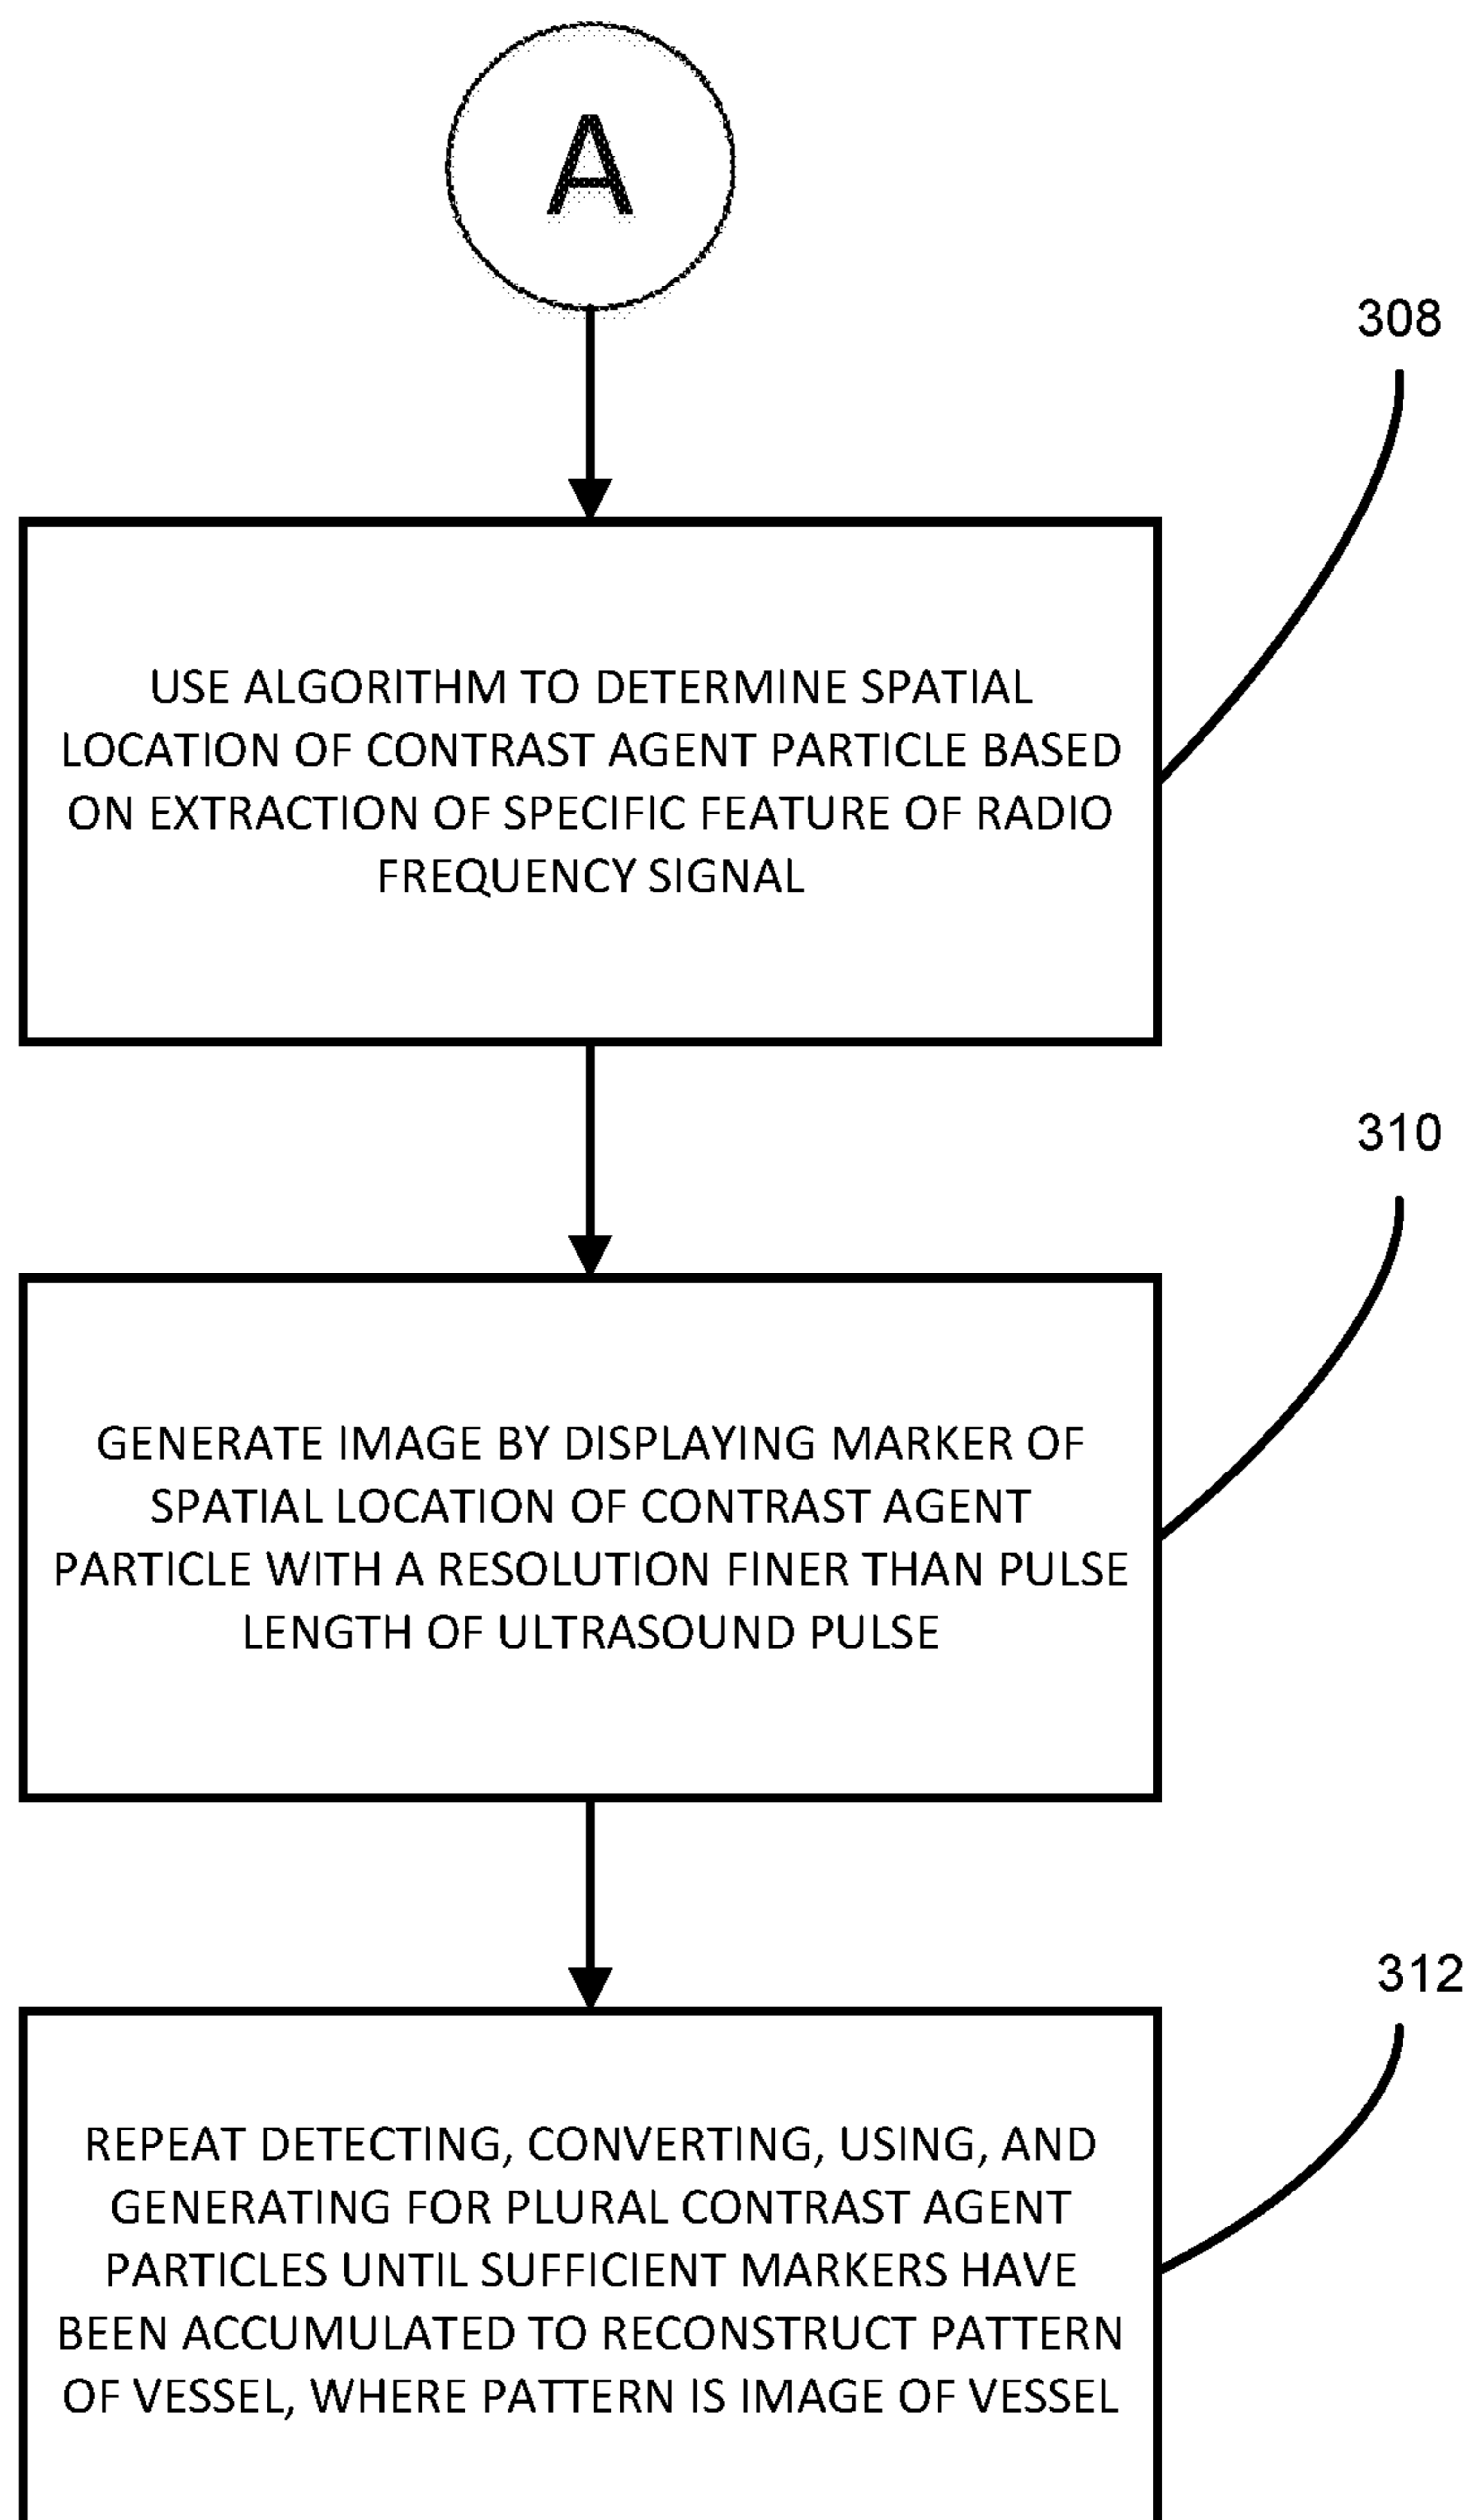 A
308
USE ALGORITHM TO DETERMINE SPATIAL
LOCATION OF CONTRAST AGENT PARTICLE BASED
ON EXTRACTION OF SPECIFIC FEATURE OF RADIO
FREQUENCY SIGNAL
310
GENERATE IMAGE BY DISPLAYING MARKER OF
SPATIAL LOCATION OF CONTRAST AGENT
PARTICLE WITH A RESOLUTION FINER THAN PULSE
LENGTH OF ULTRASOUND PULSE
312
REPEAT DETECTING, CONVERTING, USING, AND
GENERATING FOR PLURAL CONTRAST AGENT
PARTICLES UNTIL SUFFICIENT MARKERS HAVE
BEEN ACCUMULATED TO RECONSTRUCT PATTERN
OF VESSEL, WHERE PATTERN IS IMAGE OF VESSEL